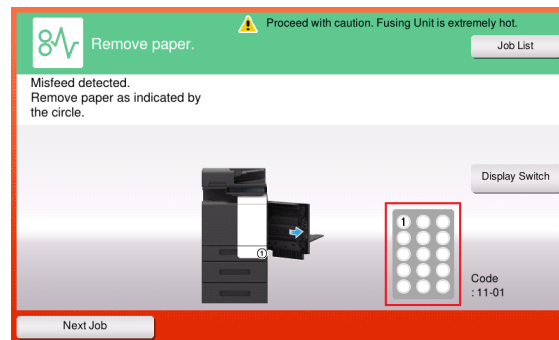 Proceed with caution. Fusing Unit is extremely hot.
Remove paper.
Job List
Misfeed detected.
Remove paper as indicated by
the circle.
Display Switch
1
1
Code
: 11-01
Next Job